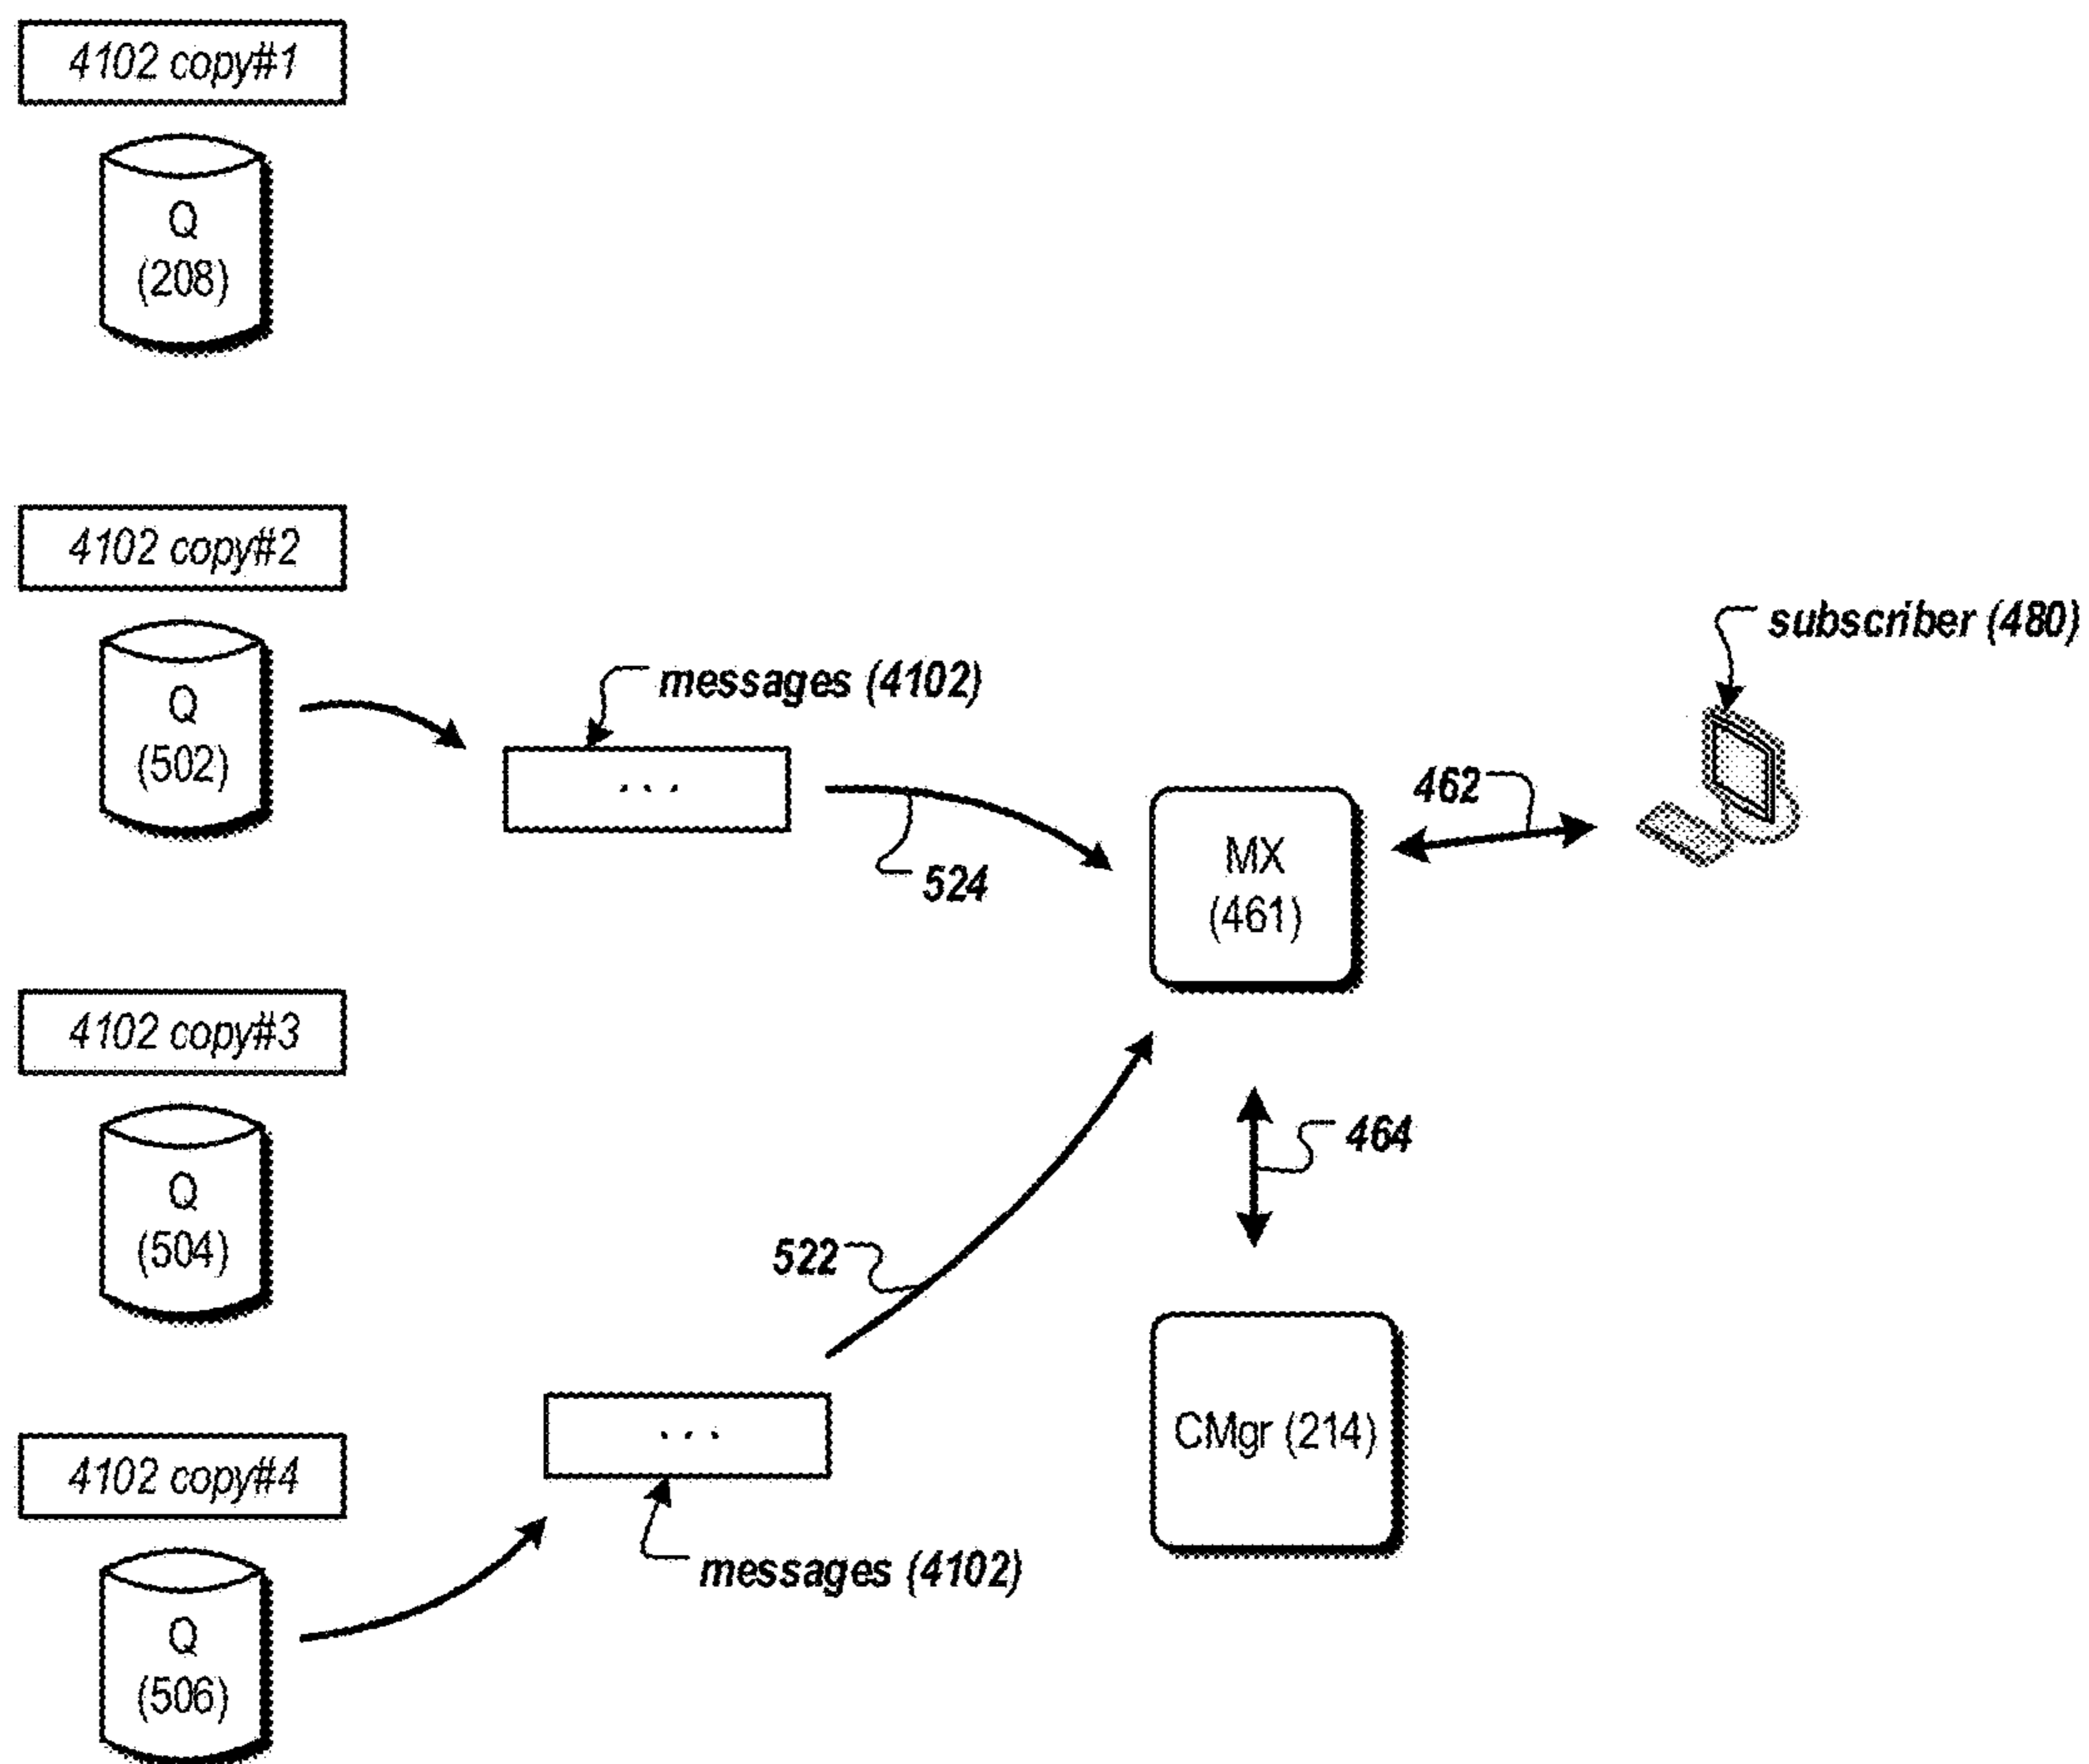 4102 copy#1
Q
(208)
4102 copy#2
Q
(502)
messages (4102)
. . .
524
subscriber (480)
462
MX
(461)
4102 copy#3
Q
(504)
464
522
CMgr (214)
. . .
messages (4102)
4102 copy#4
Q
(506)